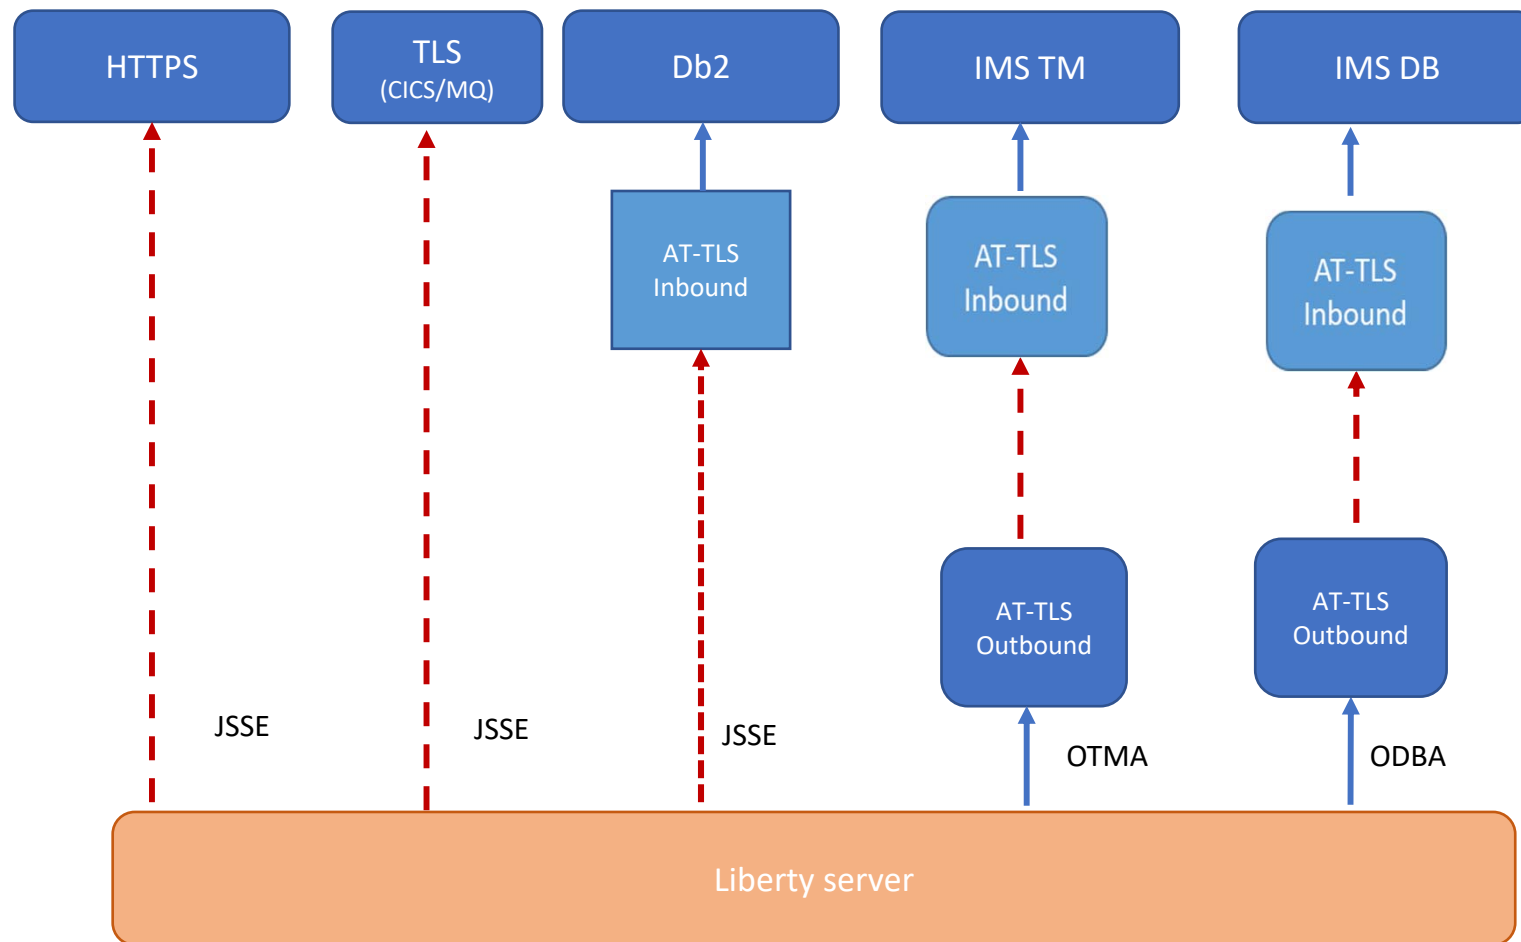 HTTPS
TLS
(CICS/MQ)
Db2
IMS TM
IMS DB
AT-TLS
Inbound
AT-TLS
Inbound
AT-TLS
Inbound
AT-TLS
Outbound
AT-TLS
Outbound
JSSE
JSSE
JSSE
OTMA
ODBA
Liberty server